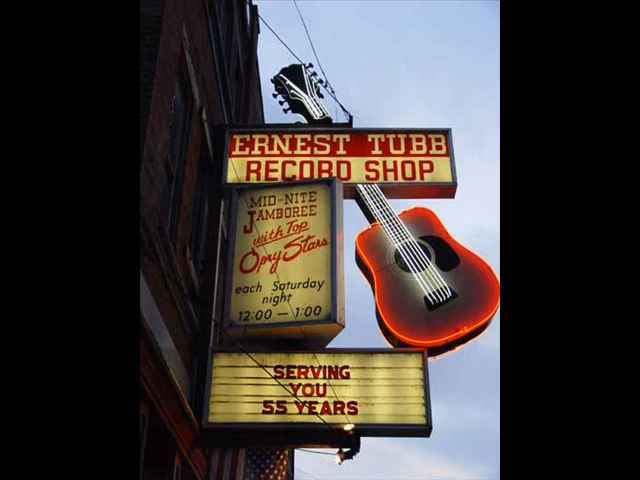 ERNEST TUBB
RECORD SHOP
MID-NITE
JAMBOREE
with Top
Opry Stars
each Saturday
night
12:00 — 1:00
SERVING
YOU
55 YEARS